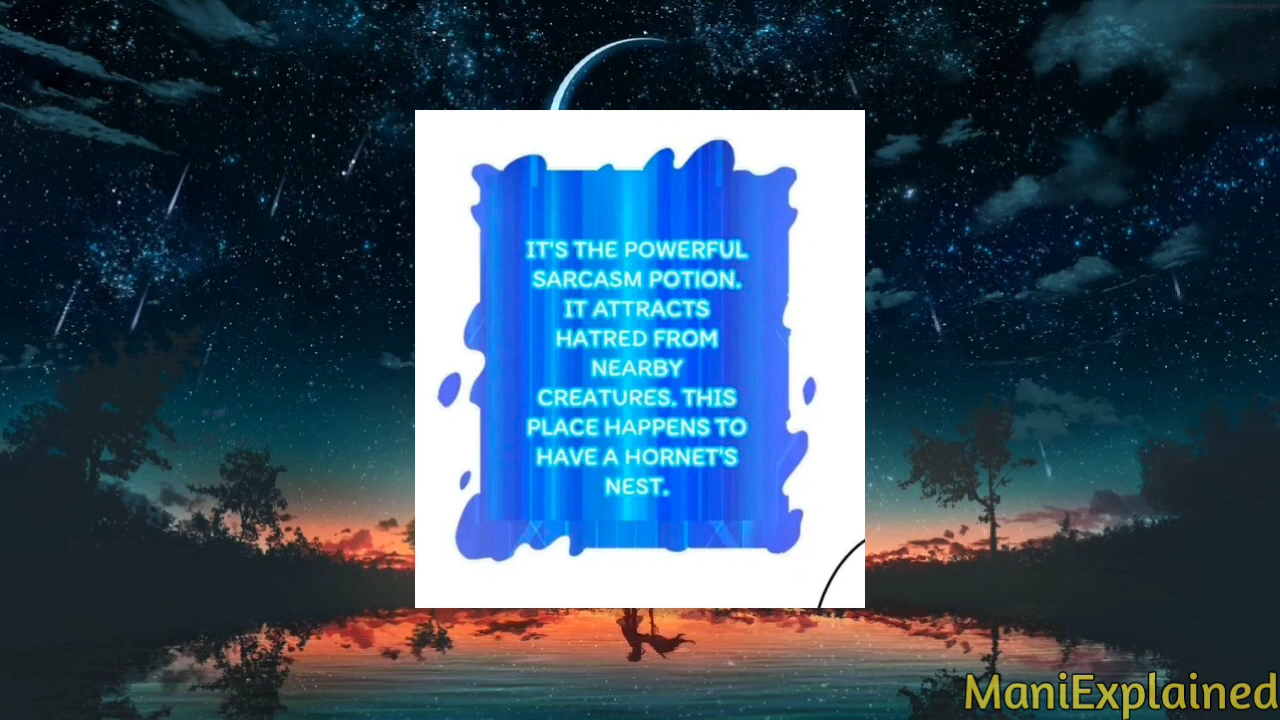 IT'S THE POWERFUL
SARCASM POTION.
IT ATTRACTS
HATRED FROM
NEARBY
CREATURES. THIS
PLACE HAPPENS TO
HAVE A HORNET'S
NEST.
ManiExplained